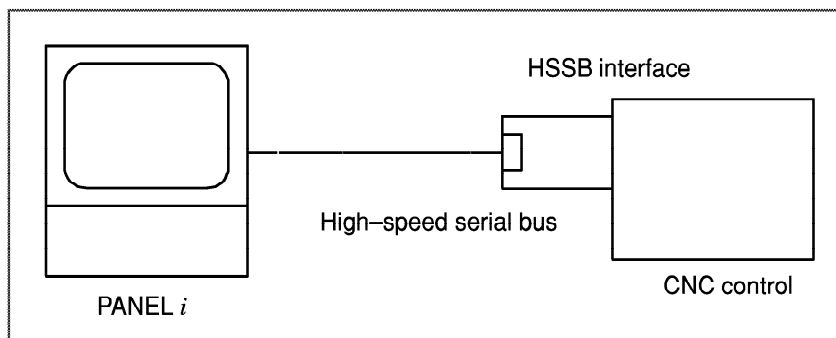 HSSB interface
High–speed serial bus
CNC control
PANEL i